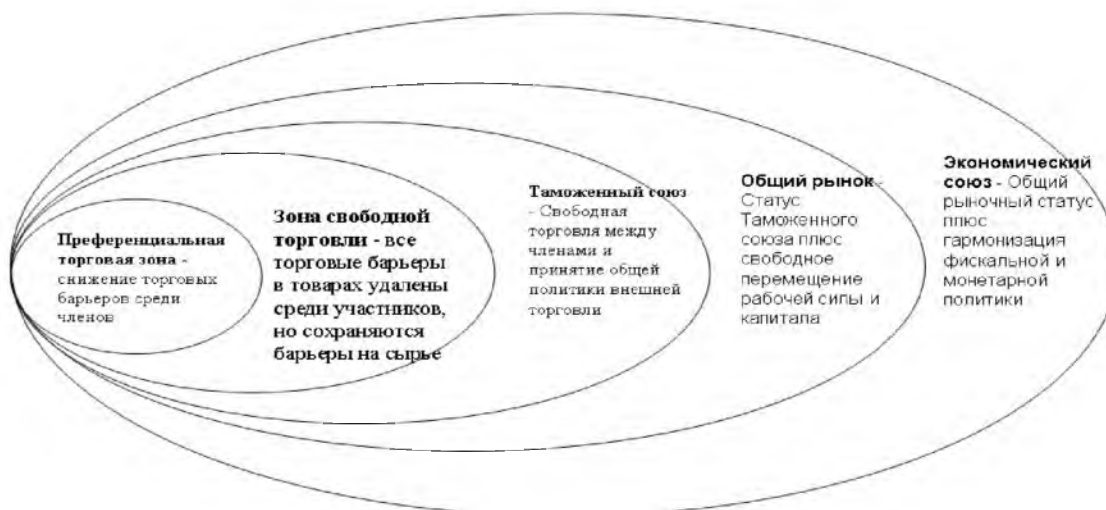 Преференциальная
торговая зона -
снижение торговых
барьеров среди
членов
Зона свободной
торговли - все
торговые барьеры
в товарах удалены
среди участников,
но сохраняются
барьеры на сырье
Таможенный союз
- Свободная
торговля между
членами и
принятие общей
политики внешней
торговли
Общий рынок -
Статус
Таможенного
союза плюс
свободное
перемещение
рабочей силы и
капитала
Экономический
союз - Общий
рыночный статус
плюс
гармонизация
фискальной и
монетарной
политики